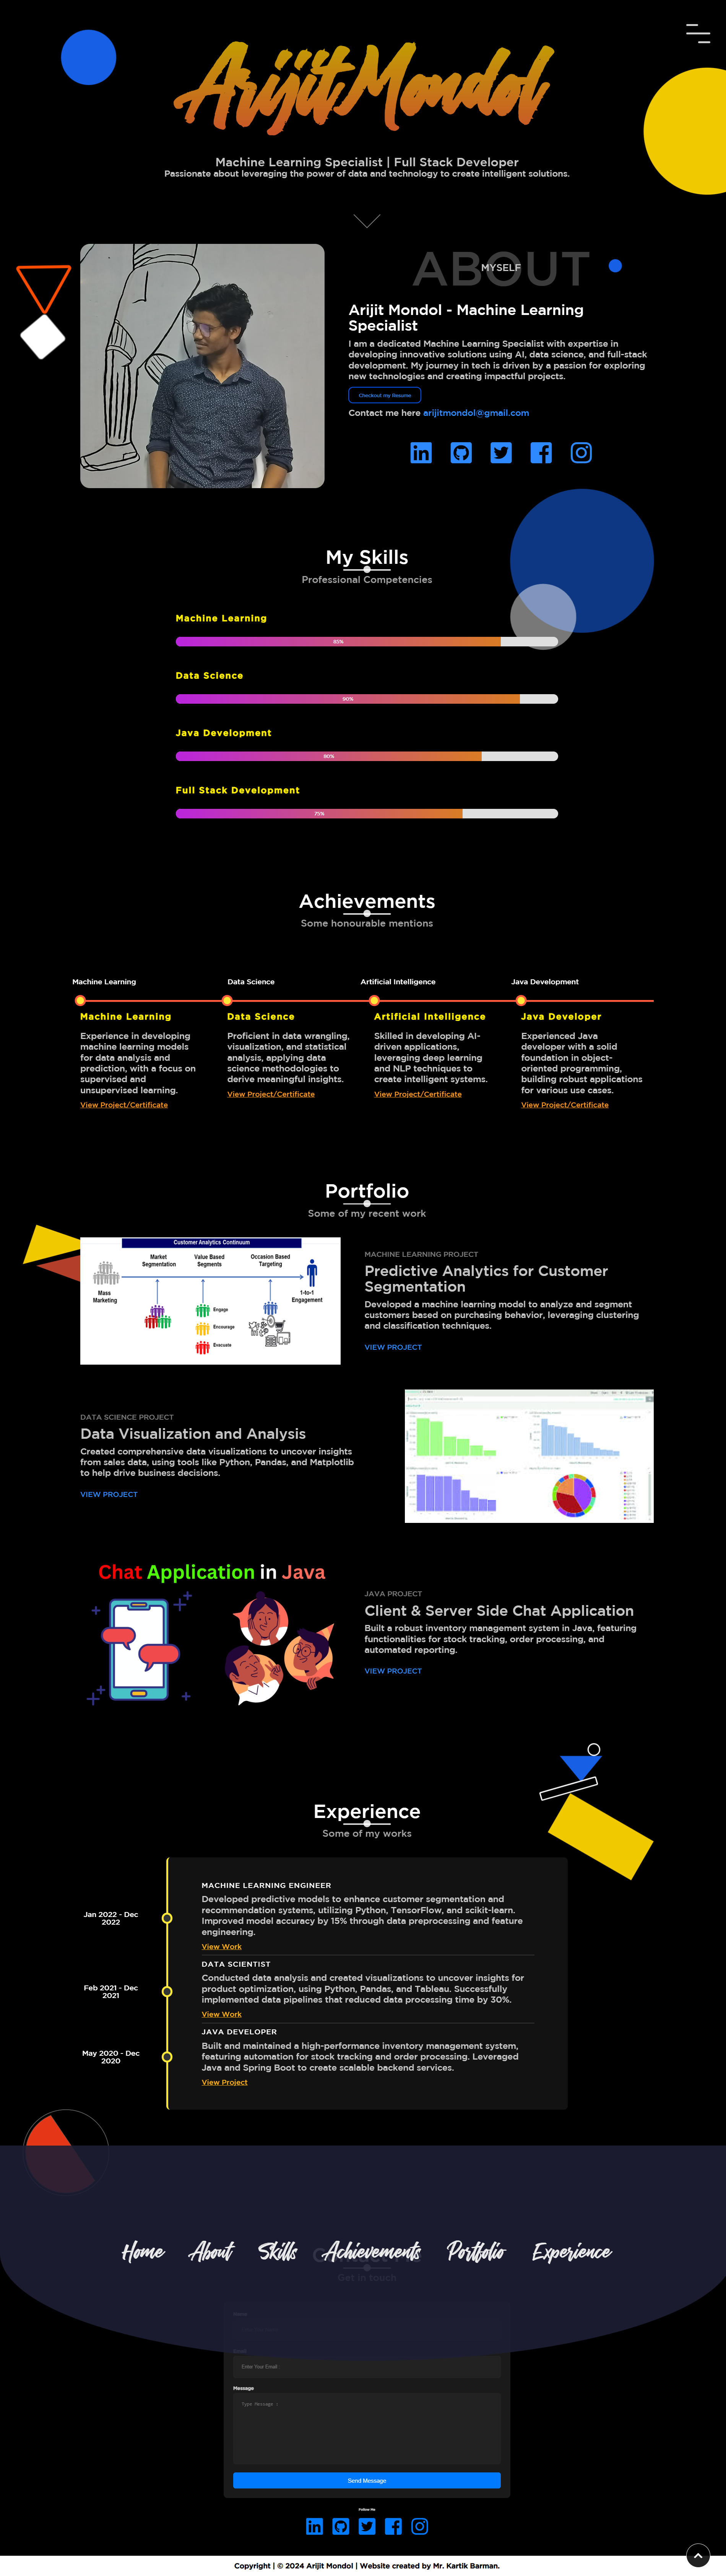 Arijit Mondol
Machine Learning Specialist | Full Stack Developer
Passionate about leveraging the power of data and technology to create intelligent solutions.
ABOUT
MYSELF
Arijit Mondol - Machine Learning
Specialist
I am a dedicated Machine Learning Specialist with expertise in
developing innovative solutions using AI, data science, and full-stack
development. My journey in tech is driven by a passion for exploring
new technologies and creating impactful projects.
Checkout my Resume
Contact me here arijitmondol@gmail.com
My Skills
Professional Competencies
Machine Learning
85%
Data Science
90%
Java Development
80%
Full Stack Development
75%
Achievements
Some honourable mentions
Machine Learning
Data Science
Artificial Intelligence
Java Development
Machine Learning
Experience in developing
machine learning models
for data analysis and
prediction, with a focus on
supervised and
unsupervised learning.
View Project/Certificate
Data Science
Proficient in data wrangling,
visualization, and statistical
analysis, applying data
science methodologies to
derive meaningful insights.
View Project/Certificate
Artificial Intelligence
Skilled in developing AI-
driven applications,
leveraging deep learning
and NLP techniques to
create intelligent systems.
View Project/Certificate
Java Developer
Experienced Java
developer with a solid
foundation in object-
oriented programming,
building robust applications
for various use cases.
View Project/Certificate
Portfolio
Some of my recent work
Customer Analytics Continuum
Mass
Marketing
Market
Segmentation
Value Based
Segments
Occasion Based
Targeting
1-to-1
Engagement
Engage
Encourage
Evacuate
MACHINE LEARNING PROJECT
Predictive Analytics for Customer
Segmentation
Developed a machine learning model to analyze and segment
customers based on purchasing behavior, leveraging clustering
and classification techniques.
VIEW PROJECT
DATA SCIENCE PROJECT
Data Visualization and Analysis
Created comprehensive data visualizations to uncover insights
from sales data, using tools like Python, Pandas, and Matplotlib
to help drive business decisions.
VIEW PROJECT
Chat Application in Java
JAVA PROJECT
Client & Server Side Chat Application
Built a robust inventory management system in Java, featuring
functionalities for stock tracking, order processing, and
automated reporting.
VIEW PROJECT
Experience
Some of my works
Jan 2022 - Dec
2022
MACHINE LEARNING ENGINEER
Developed predictive models to enhance customer segmentation and
recommendation systems, utilizing Python, TensorFlow, and scikit-learn.
Improved model accuracy by 15% through data preprocessing and feature
engineering.
View Work
Feb 2021 - Dec
2021
DATA SCIENTIST
Conducted data analysis and created visualizations to uncover insights for
product optimization, using Python, Pandas, and Tableau. Successfully
implemented data pipelines that reduced data processing time by 30%.
View Work
May 2020 - Dec
2020
JAVA DEVELOPER
Built and maintained a high-performance inventory management system,
featuring automation for stock tracking and order processing. Leveraged
Java and Spring Boot to create scalable backend services.
View Project
Home About Skills Achievements Portfolio Experience
Get in touch
Name
Email
Enter Your Email
Message
Type Message .
Send Message
Follow Me
Copyright | © 2024 Arijit Mondol | Website created by Mr. Kartik Barman.